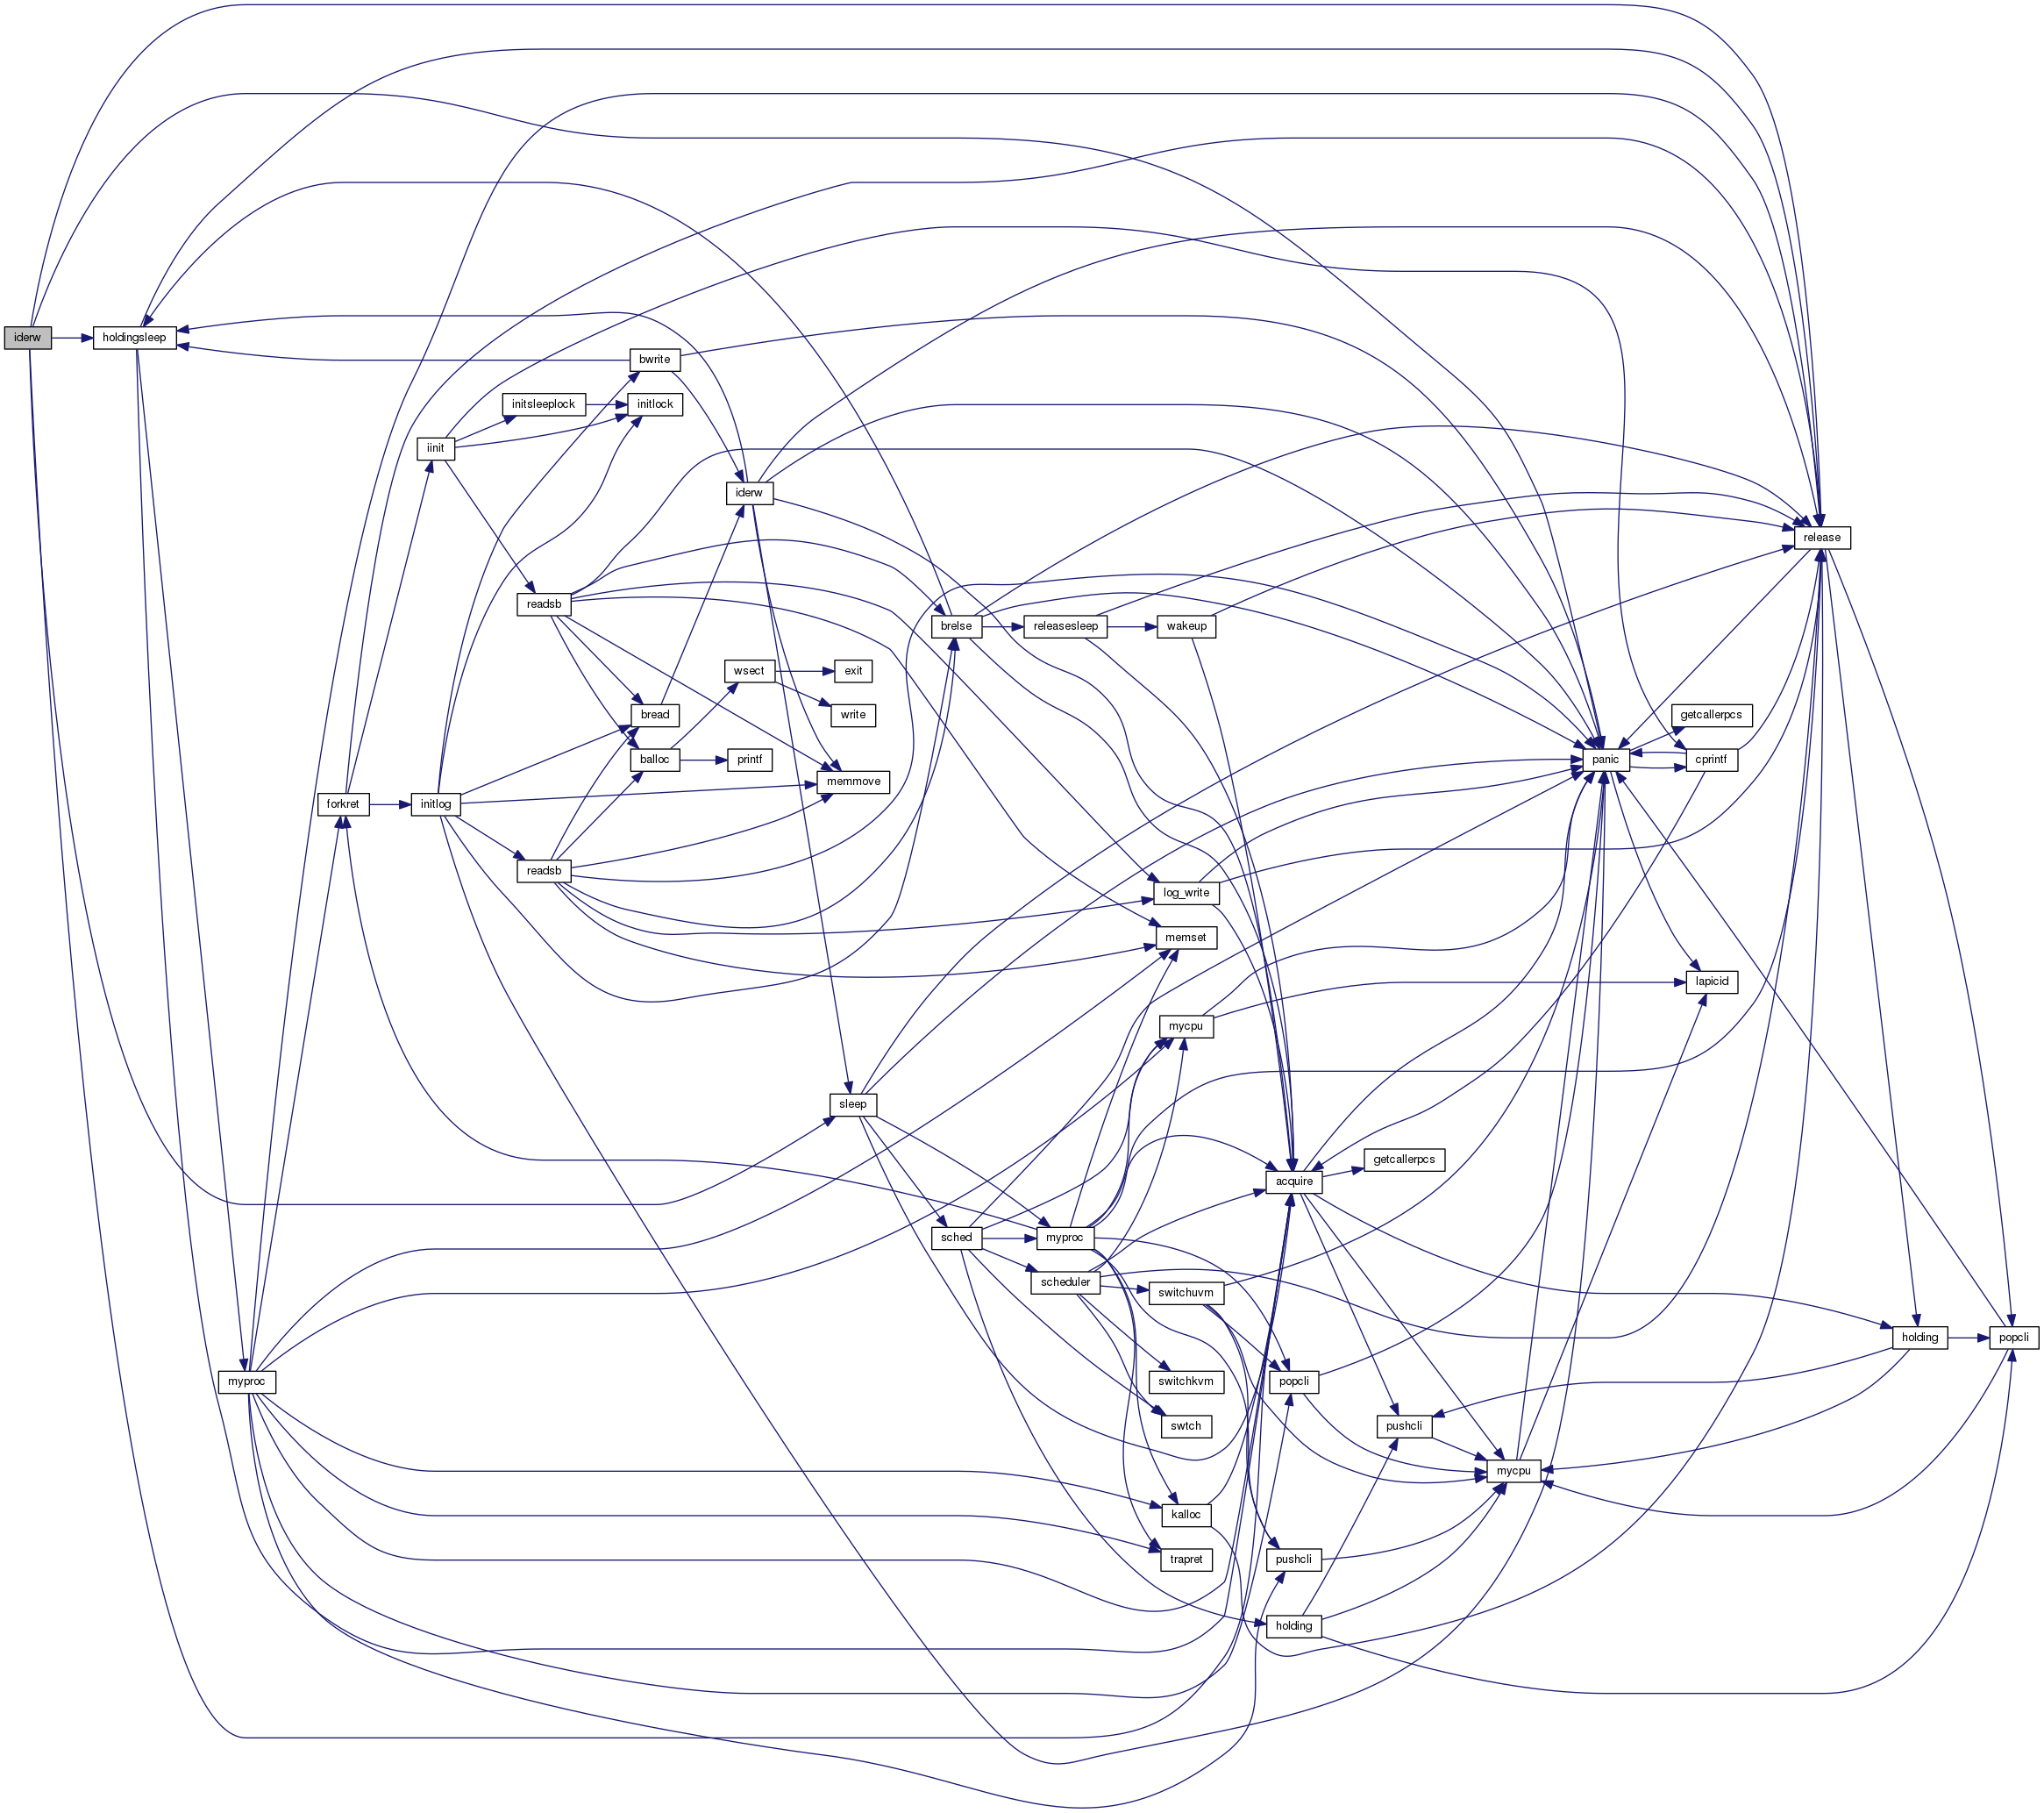 iderw
holdingsleep
bwrite
initsleeplock
initlock
iinit
iderw
release
readsb
brelse
releasesleep
wakeup
wsect
exit
bread
write
getcallerpcs
balloc
printf
panic
cprintf
memmove
forkret
initlog
readsb
log_write
memset
lapicid
mycpu
sleep
getcallerpcs
acquire
sched
myproc
scheduler
switchuvm
holding
popcli
myproc
switchkvm
popcli
swtch
pushcli
mycpu
kalloc
trapret
pushcli
holding